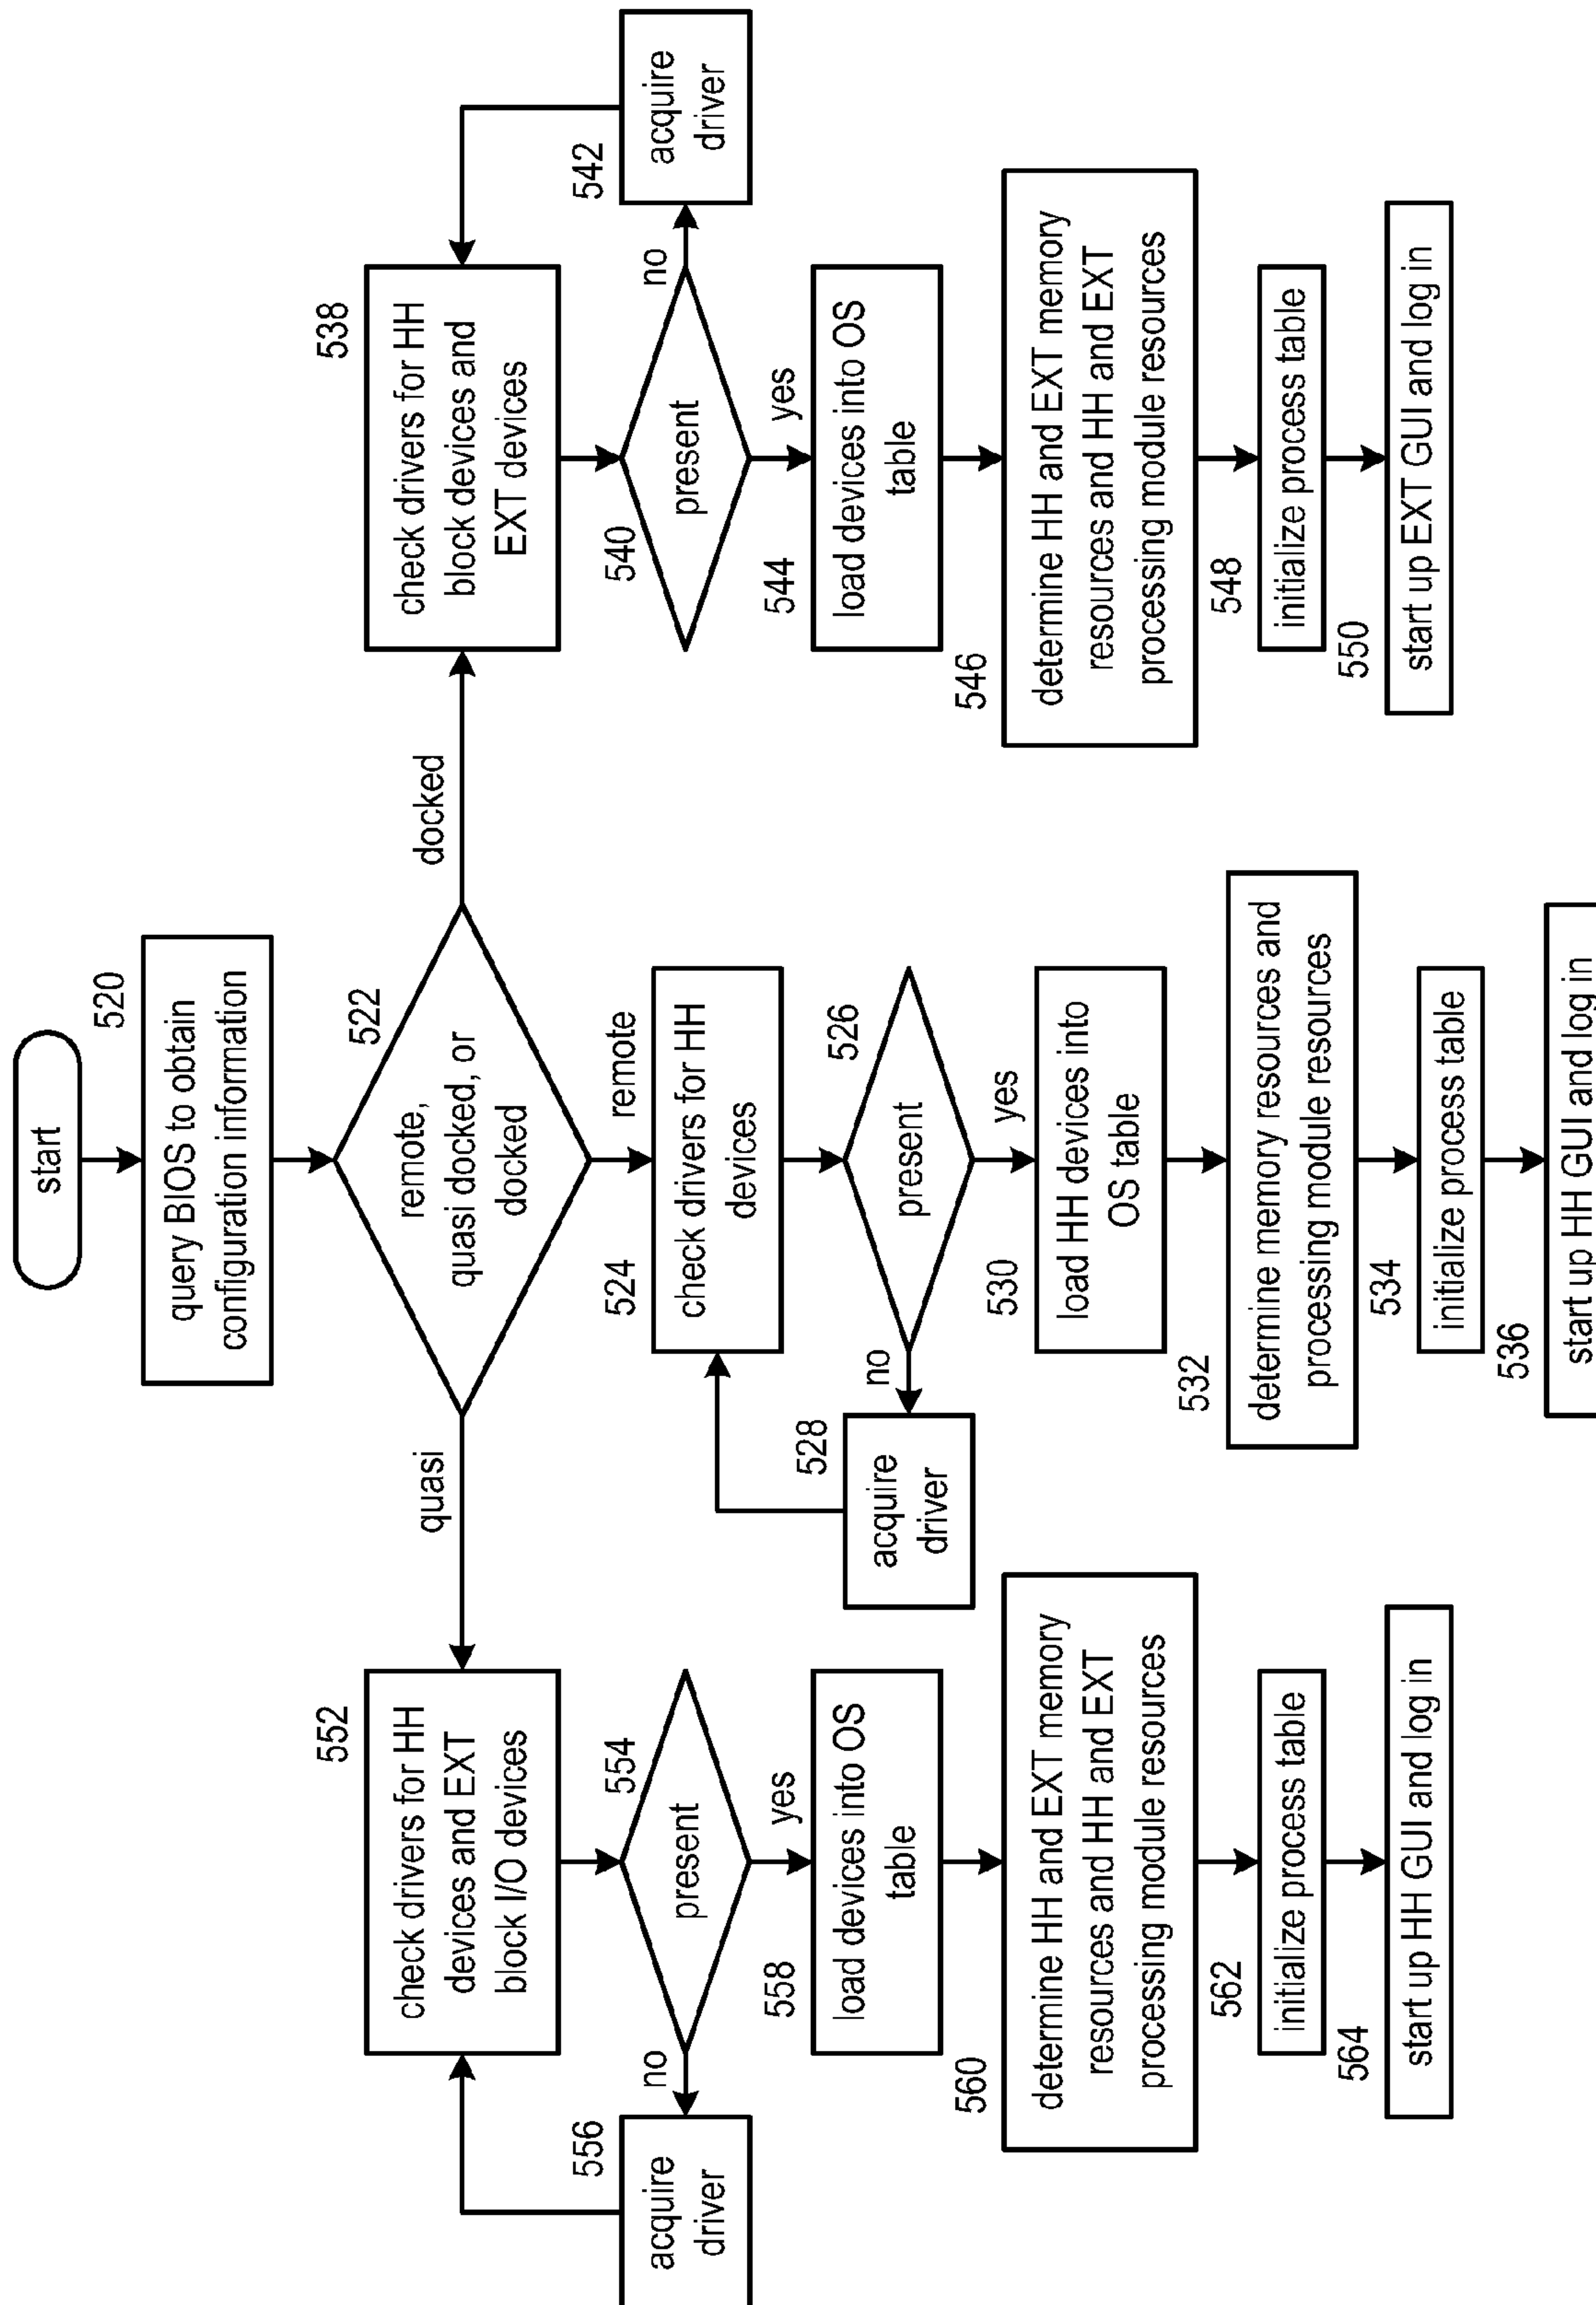 start
520
query BIOS to obtain
configuration information
522
remote,
quasi docked, or
docked
quasi
remote
docked
552
check drivers for HH
devices and EXT
block I/O devices
554
present
no
556
acquire
driver
yes
558
load devices into OS
table
560
determine HH and EXT memory
resources and HH and EXT
processing module resources
562
initialize process table
564
start up HH GUI and log in
524
check drivers for HH
devices
526
present
no
528
acquire
driver
yes
530
load HH devices into
OS table
532
determine memory resources and
processing module resources
534
initialize process table
536
start up HH GUI and log in
538
check drivers for HH
block devices and
EXT devices
540
present
no
542
acquire
driver
yes
544
load devices into OS
table
546
determine HH and EXT memory
resources and HH and EXT
processing module resources
548
initialize process table
550
start up EXT GUI and log in